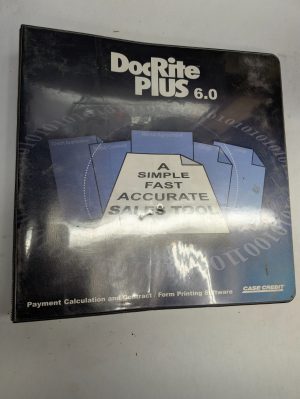 DocRite
PlUS 6.0
A
SIMPLE
FAST
ACCURATE
SALES TOOL
Payment Calculation and Contract / Form Printing Software
CASE CREDIT